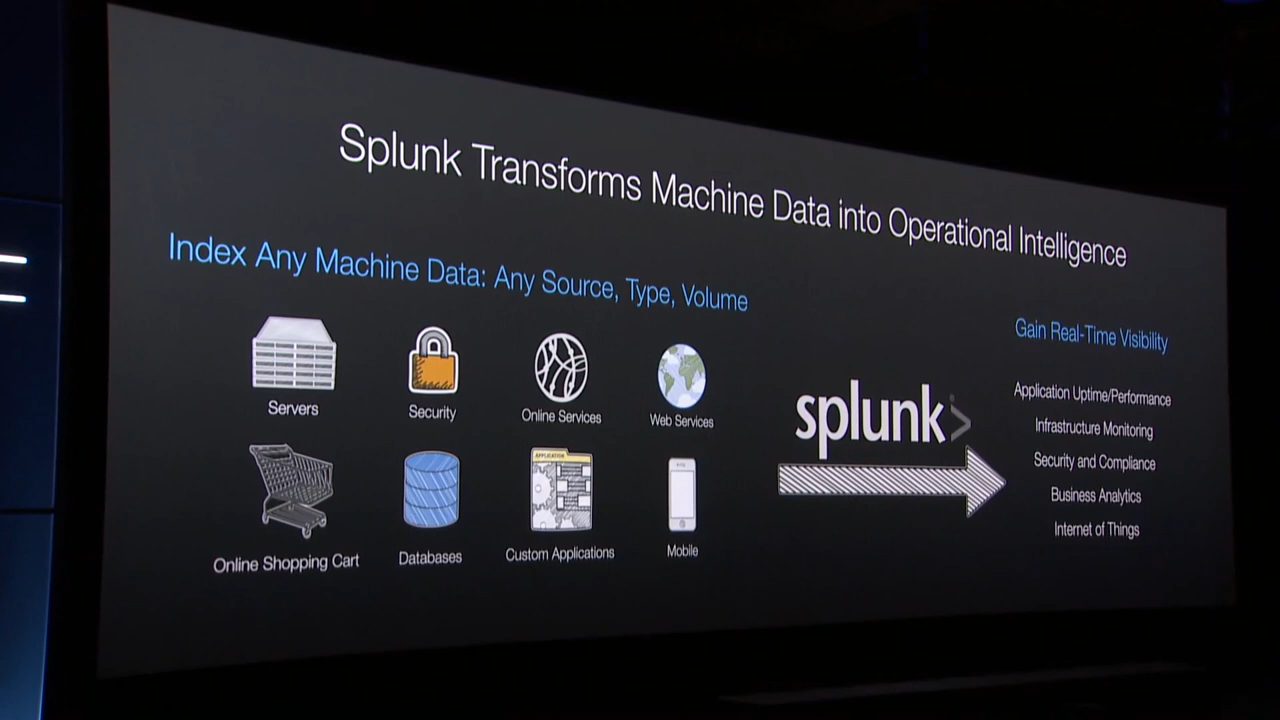 Splunk Transforms Machine Data into Operational Intelligence
Index Any Machine Data: Any Source, Type, Volume
Servers
Security
Online Services
Web Services
Online Shopping Cart
Databases
APPLICATION
Custom Applications
Mobile
splunk>
Gain Real-Time Visibility
Application Uptime/Performance
Infrastructure Monitoring
Security and Compliance
Business Analytics
Internet of Things